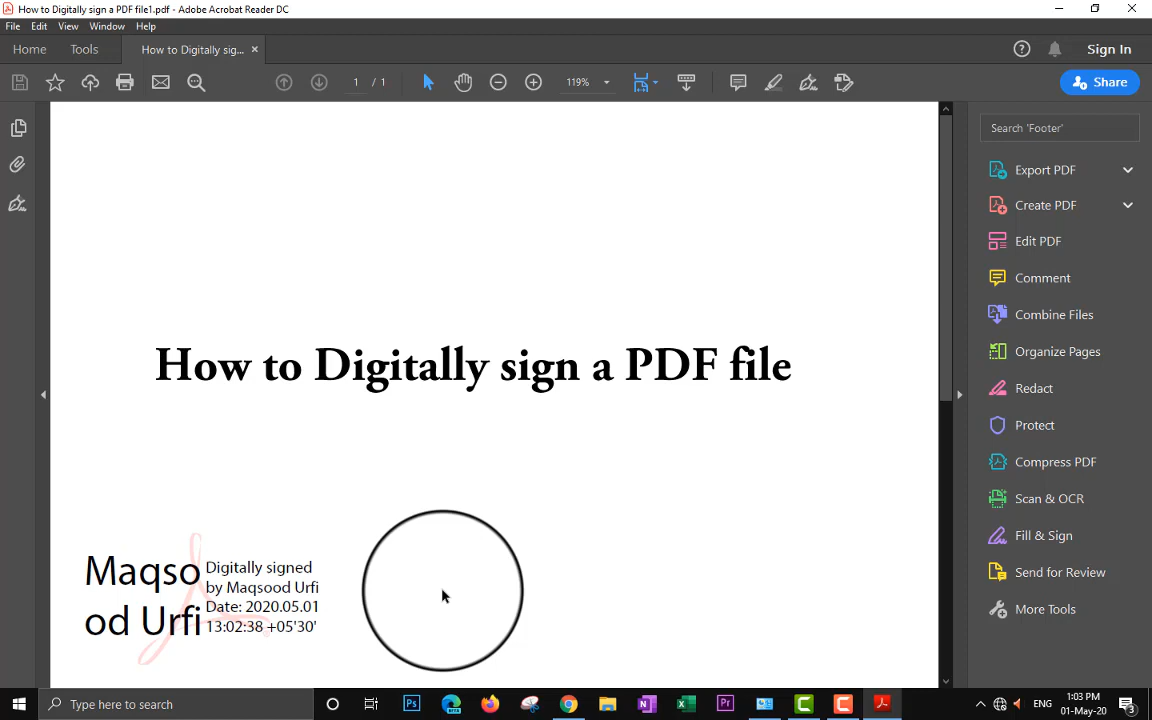 How to Digitally sign a PDF file1.pdf - Adobe Acrobat Reader DC
File Edit View Window Help
Home Tools How to Digitally sig... Sign In
1 / 1 119% Share
Search 'Footer'
Export PDF
Create PDF
Edit PDF
Comment
Combine Files
Organize Pages
Redact
Protect
Compress PDF
Scan & OCR
Fill & Sign
Send for Review
More Tools
How to Digitally sign a PDF file
Maqso
od Urfi
Digitally signed
by Maqsood Urfi
Date: 2020.05.01
13:02:38 +05'30'
Type here to search
Ps
Pr
ENG
1:03 PM
01-May-20
3